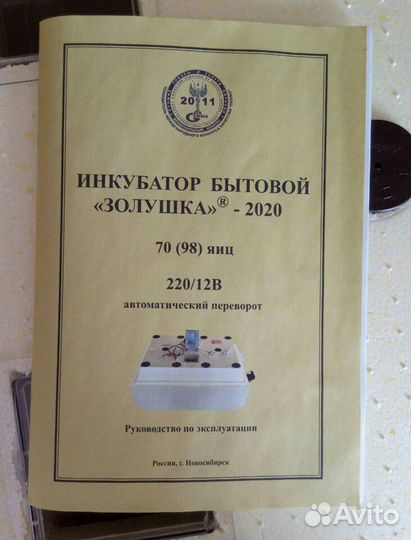 2011
ИНКУБАТОР БЫТОВОЙ
«ЗОЛУШКА»® - 2020
70 (98) яиц
220/12В
автоматический переворот
Руководство по эксплуатации
Россия, г. Новосибирск
Avito